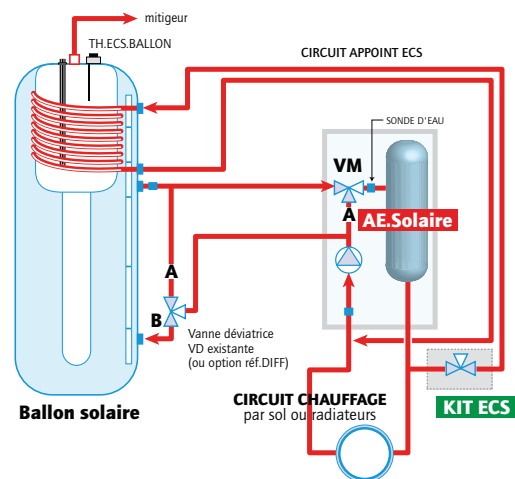 mitigeur
TH.ECS.BALLON
CIRCUIT APPOINT ECS
SONDE D'EAU
VM
A
AE.Solaire
A
B
Vanne déviatrice
VD existante
(ou option réf.DIFF)
CIRCUIT CHAUFFAGE
par sol ou radiateurs
KIT ECS
Ballon solaire